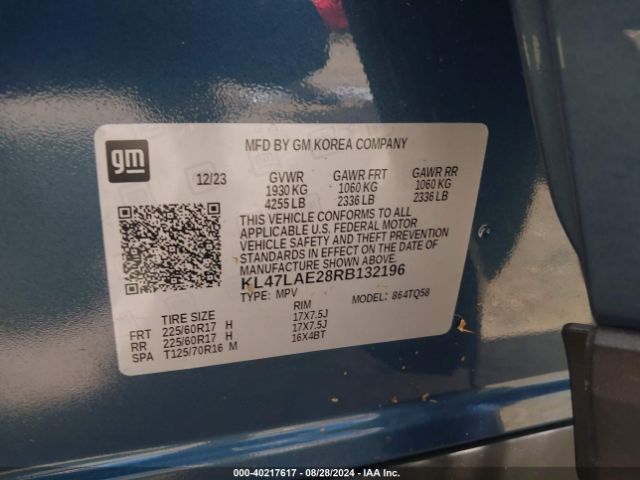 gm
MFD BY GM KOREA COMPANY
12/23
GVWR GAWR FRT GAWR RR
1930 KG 1060 KG 1060 KG
4255 LB 2336 LB 2336 LB
THIS VEHICLE CONFORMS TO ALL
APPLICABLE U.S. FEDERAL MOTOR
VEHICLE SAFETY AND THEFT PREVENTION
STANDARDS IN EFFECT ON THE DATE OF
MANUFACTURE SHOWN ABOVE.
KL47LAE28RB132196
TYPE: MPV MODEL: 864TQ58
TIRE SIZE RIM
FRT 225/60R17 H 17X7.5J
RR 225/60R17 H 17X7.5J
SPA T125/70R16 M 16X4BT
000-40217617 - 08/28/2024 - IAA Inc.